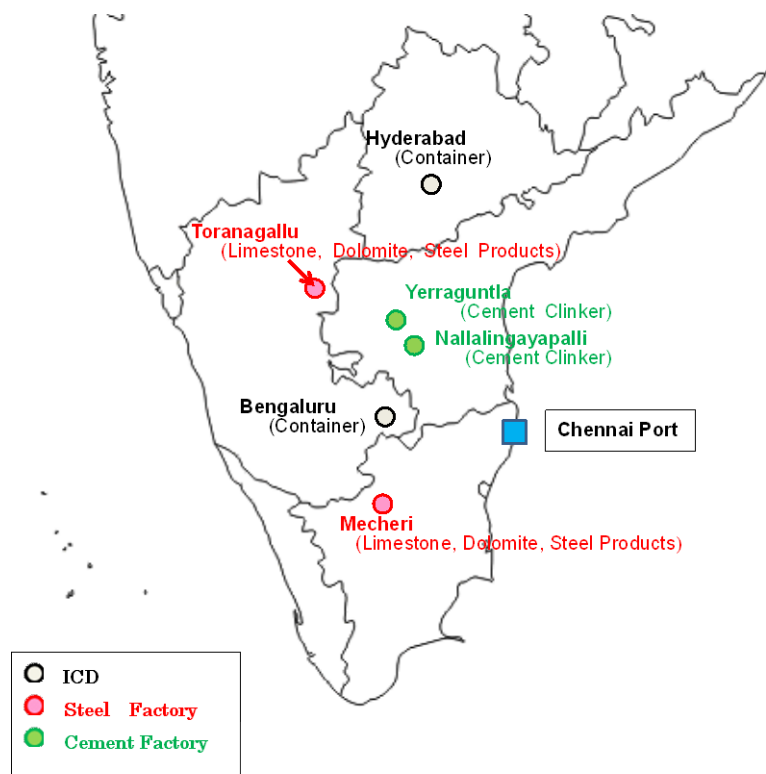 Hyderabad
(Container)
Toranagallu
(Limestone, Dolomite, Steel Products)
Yerraguntla
(Cement Clinker)
Nallalingayapalli
(Cement Clinker)
Bengaluru
(Container)
Chennai Port
Mecheri
(Limestone, Dolomite, Steel Products)
ICD
Steel Factory
Cement Factory